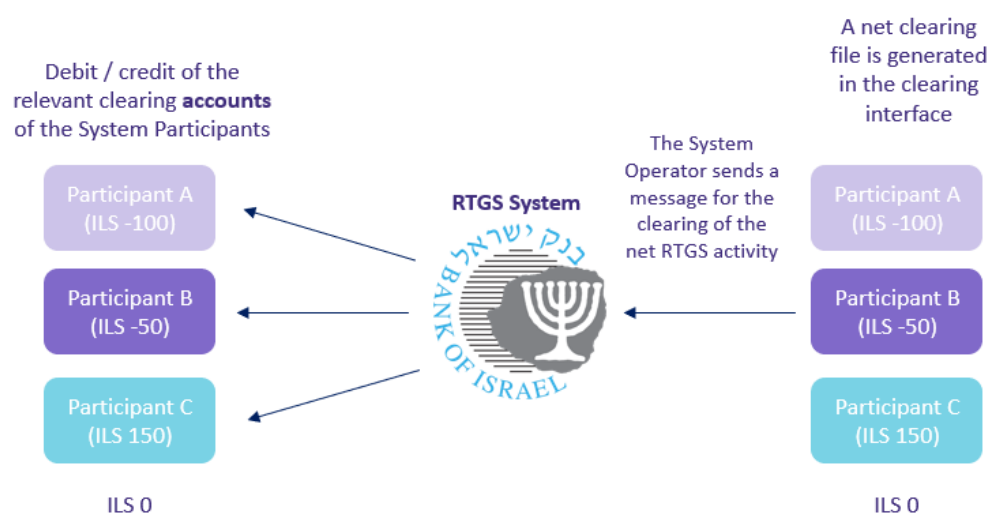 Debit / credit of the
relevant clearing accounts
of the System Participants
Participant A
(ILS -100)
Participant B
(ILS -50)
Participant C
(ILS 150)
ILS 0
RTGS System
בנק ישראל
BANK OF ISRAEL
The System
Operator sends a
message for the
clearing of the
net RTGS activity
A net clearing
file is generated
in the clearing
interface
Participant A
(ILS -100)
Participant B
(ILS -50)
Participant C
(ILS 150)
ILS 0